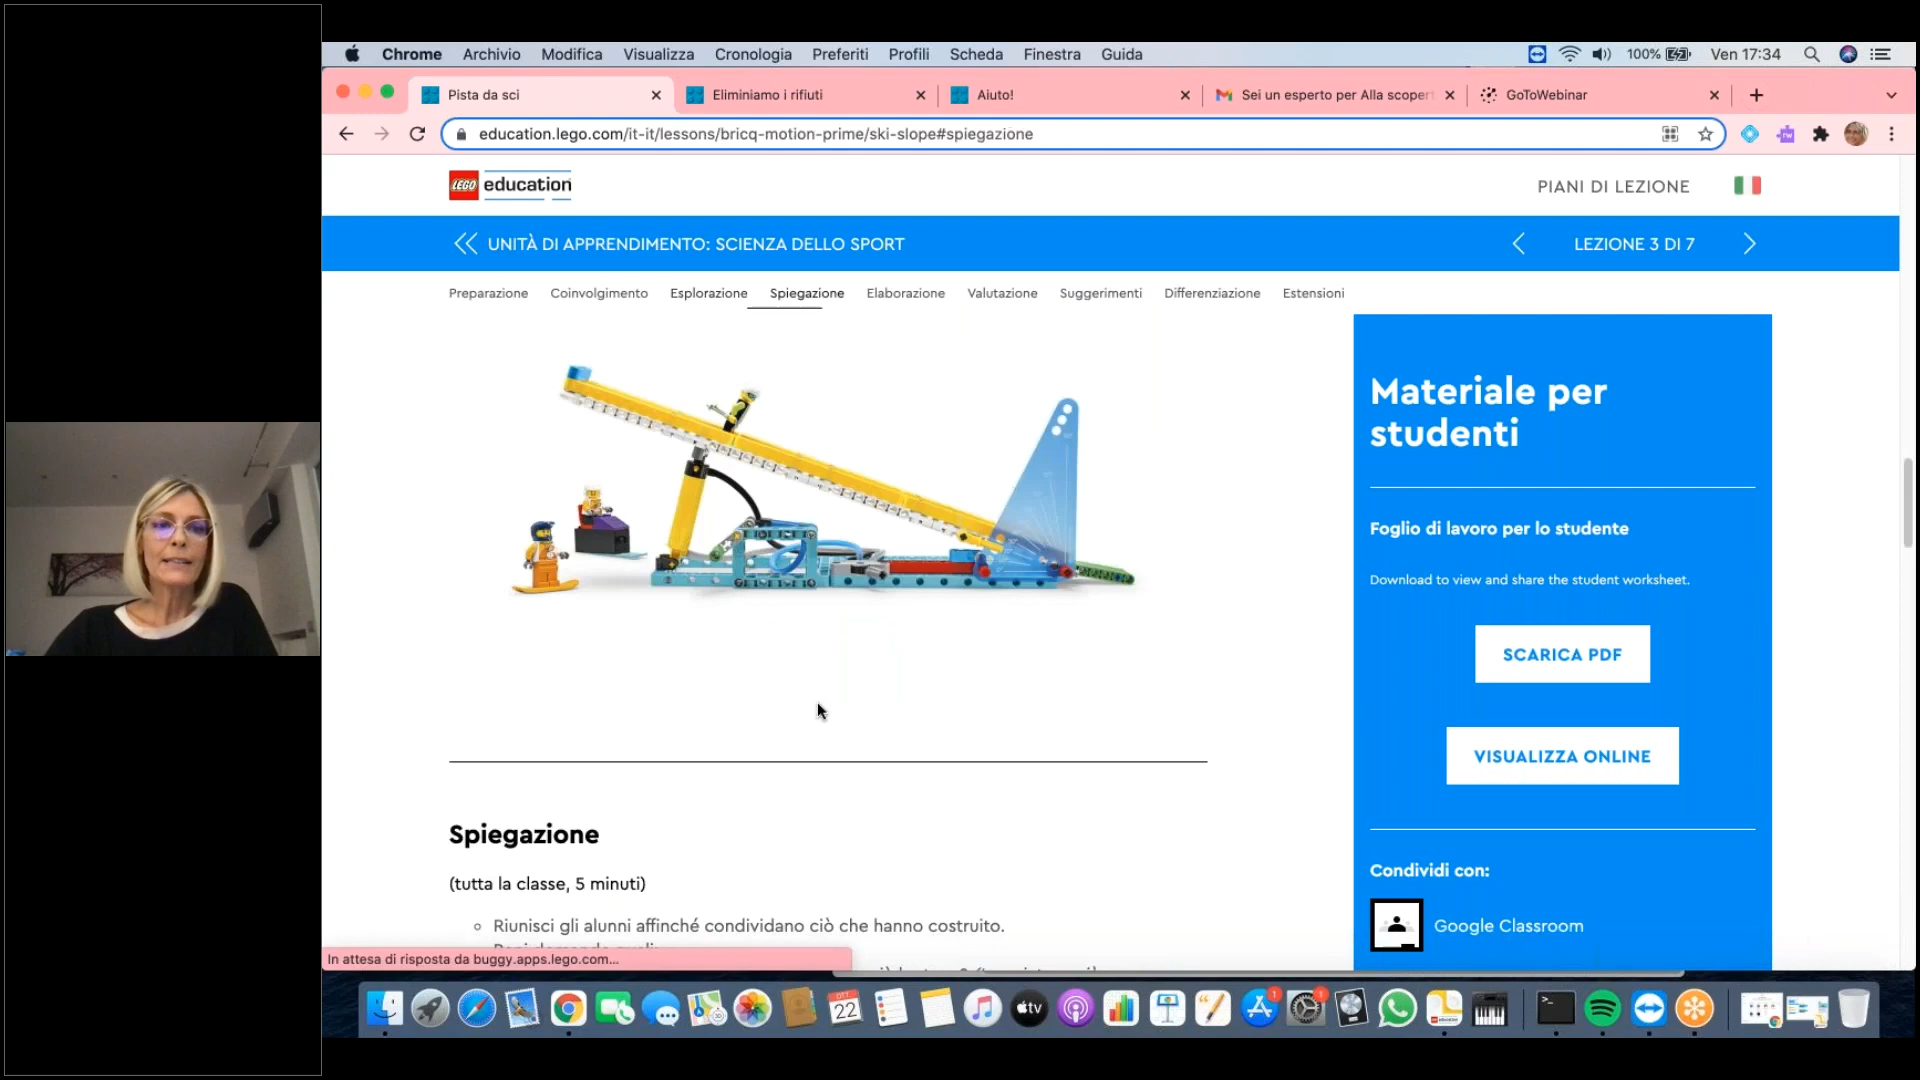 Chrome Archivio Modifica Visualizza Cronologia Preferiti Profili Scheda Finestra Guida 100% Ven 17:34
Pista da sci Eliminiamo i rifiuti Aiuto! Sei un esperto per Alla scoper GoToWebinar
education.lego.com/it-it/lessons/bricq-motion-prime/ski-slope#spiegazione
LEGO education PIANI DI LEZIONE
UNITÀ DI APPRENDIMENTO: SCIENZA DELLO SPORT LEZIONE 3 DI 7
Preparazione Coinvolgimento Esplorazione Spiegazione Elaborazione Valutazione Suggerimenti Differenziazione Estensioni
Materiale per
studenti
Foglio di lavoro per lo studente
Download to view and share the student worksheet.
SCARICA PDF
VISUALIZZA ONLINE
Spiegazione
(tutta la classe, 5 minuti)
Riunisci gli alunni affinché condividano ciò che hanno costruito.
Condividi con:
Google Classroom
In attesa di risposta da buggy.apps.lego.com...
OTT
22
tv